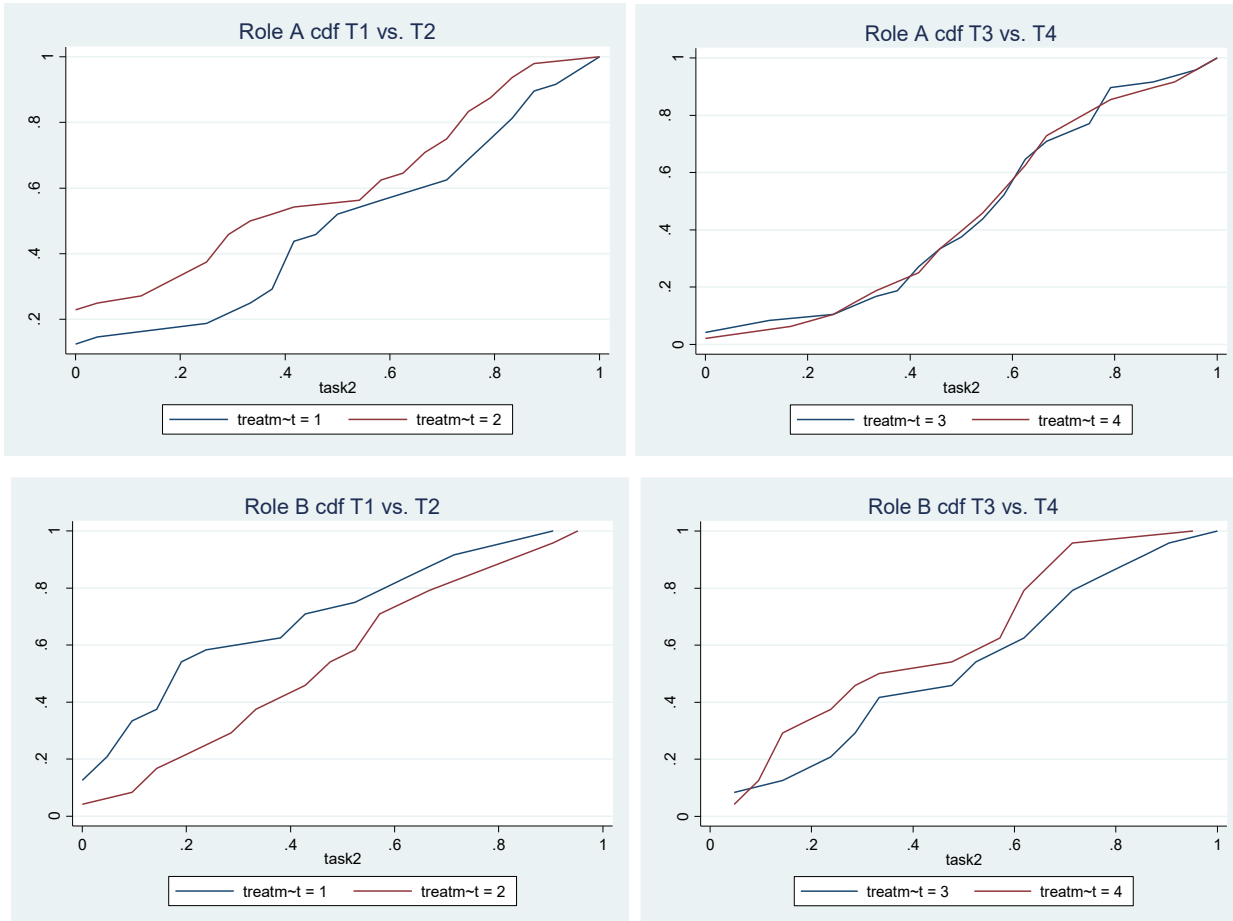 Role A cdf T1 vs. T2
1
.8
.6
.4
.2
0 .2 .4 .6 .8 1
task2
treatm~t = 1 treatm~t = 2
Role A cdf T3 vs. T4
1
.8
.6
.4
.2
0
0 .2 .4 .6 .8 1
task2
treatm~t = 3 treatm~t = 4
Role B cdf T1 vs. T2
1
.8
.6
.4
.2
0
0 .2 .4 .6 .8 1
task2
treatm~t = 1 treatm~t = 2
Role B cdf T3 vs. T4
1
.8
.6
.4
.2
0
0 .2 .4 .6 .8 1
task2
treatm~t = 3 treatm~t = 4